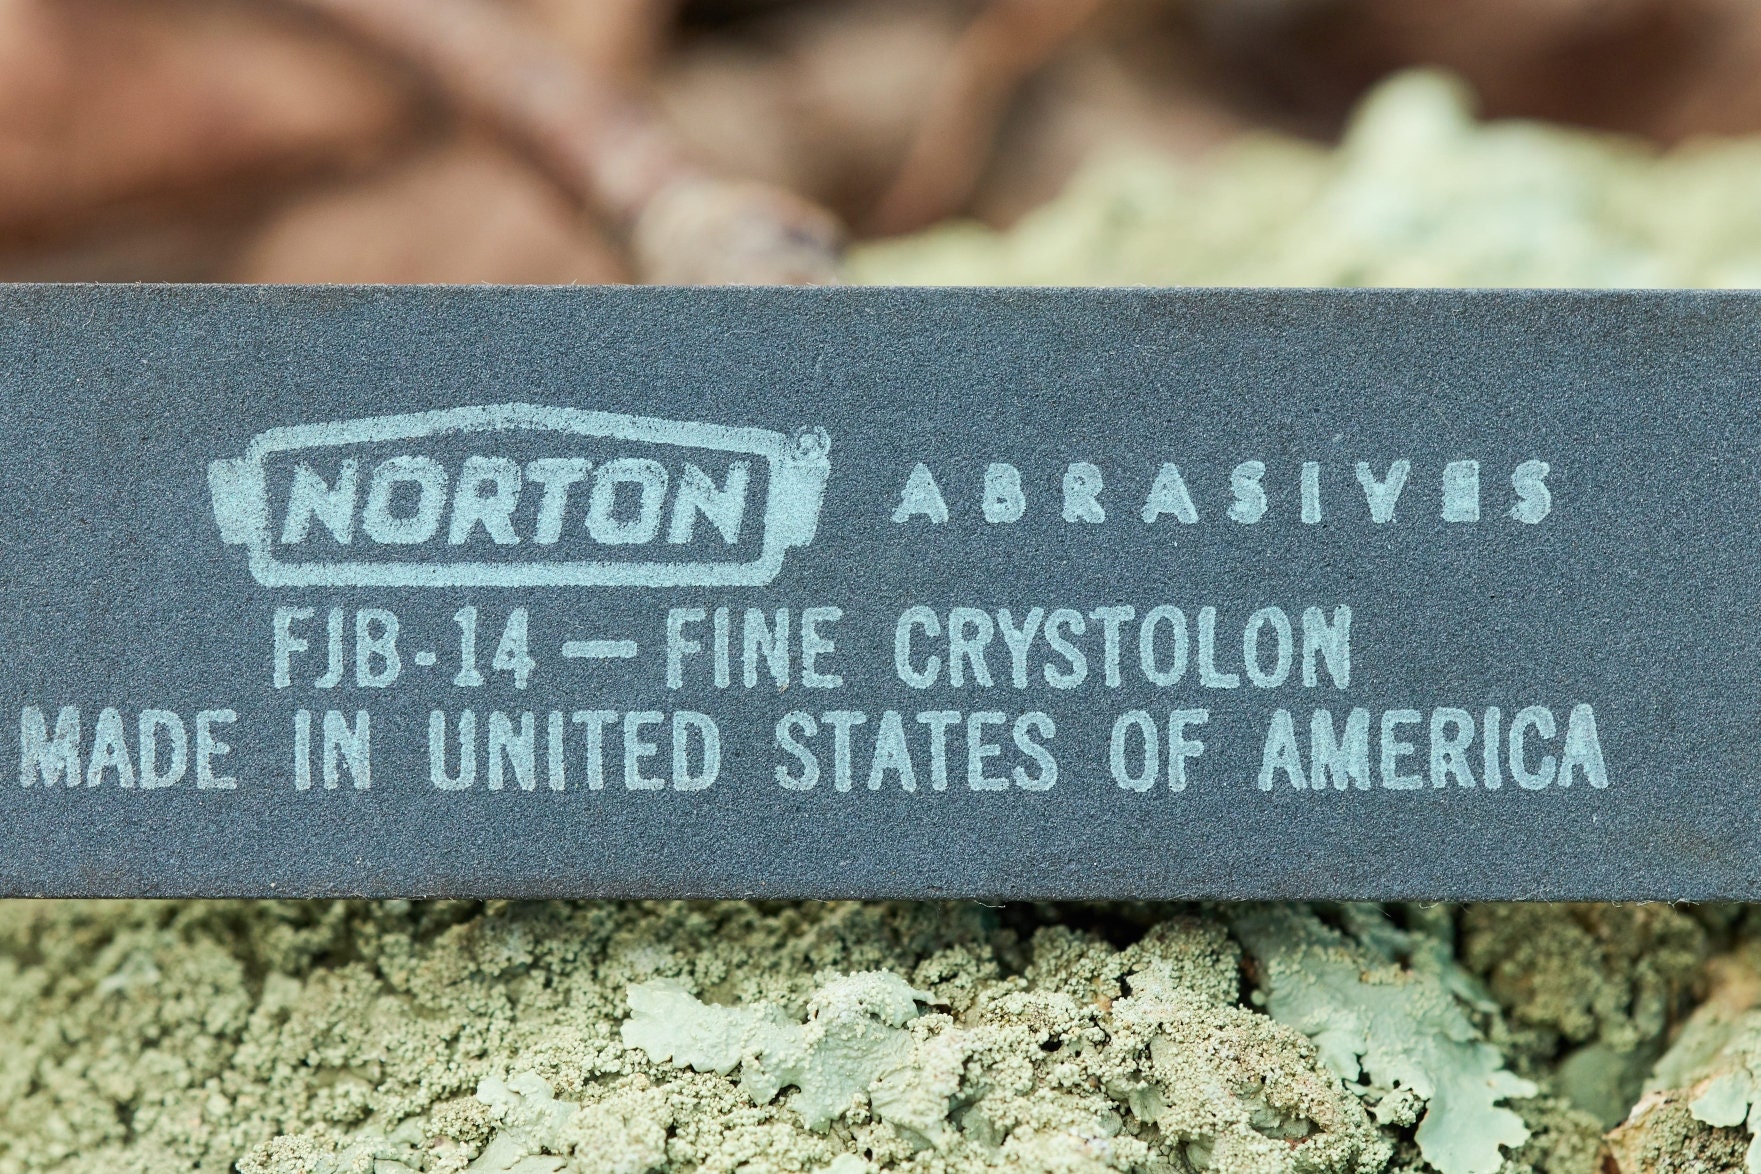 NORTON ABRASIVES
FJB-14 — FINE CRYSTOLON
MADE IN UNITED STATES OF AMERICA